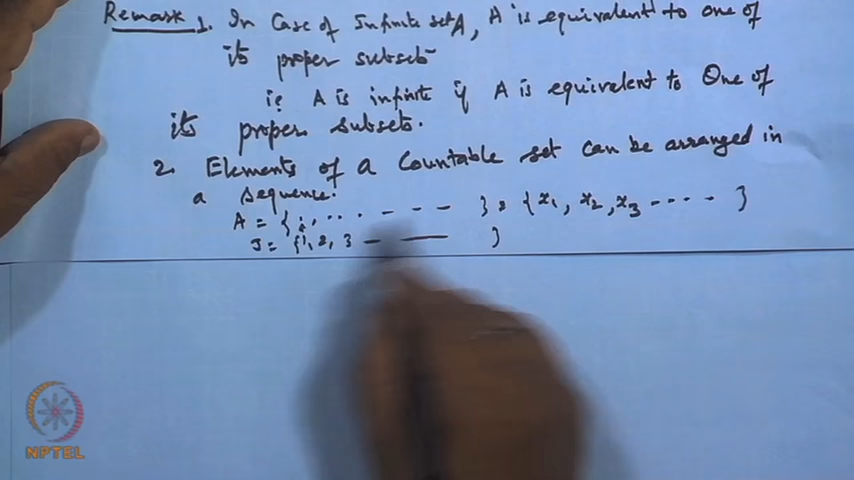 Remark 1. In Case of Infinite set A, A is equivalent to one of
its proper subsets
ie A is infinite if A is equivalent to One of
its proper subsets.
2. Elements of a Countable set can be arranged in
a sequence.
A = { ., . . . . - - - } = { x1, x2, x3 - - - - }
J = { 1, 2, 3 — — }
NPTEL